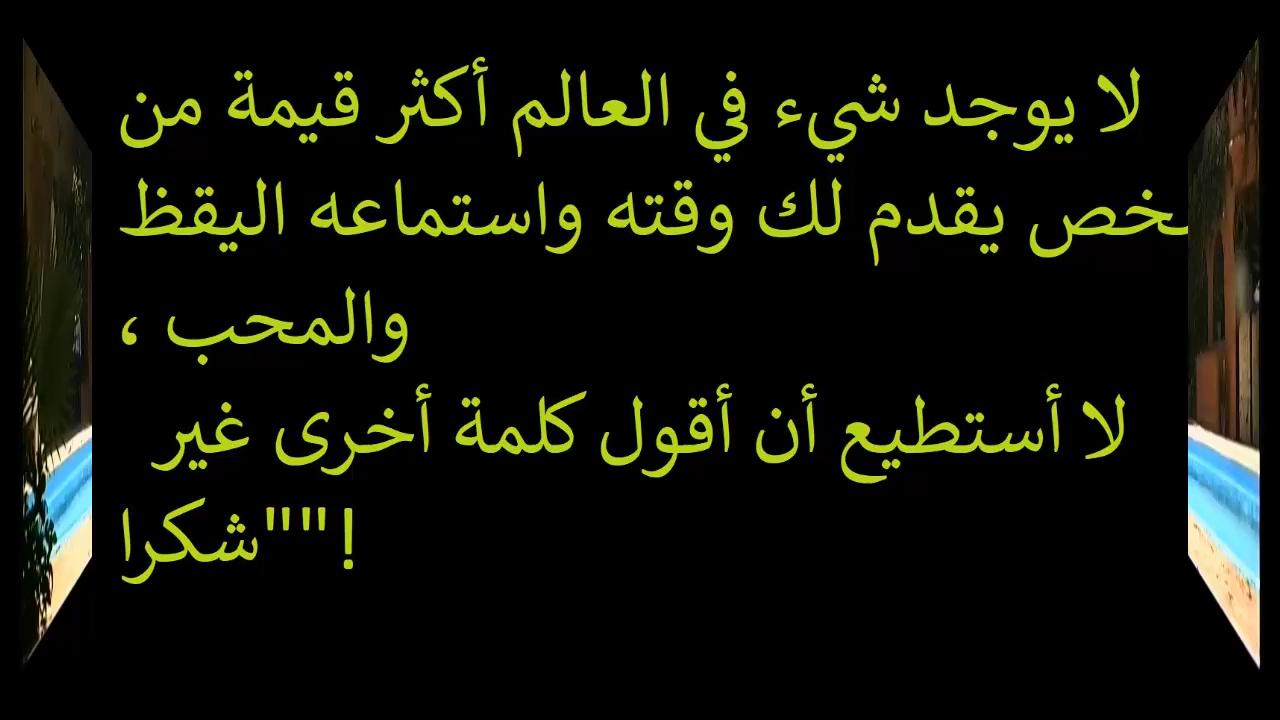 لا يوجد شيء في العالم أكثر قيمة من
يقدم لك وقته واستماعه اليقظ
والمحب ،
لا أستطيع أن أقول كلمة أخرى غير
شكرا""!